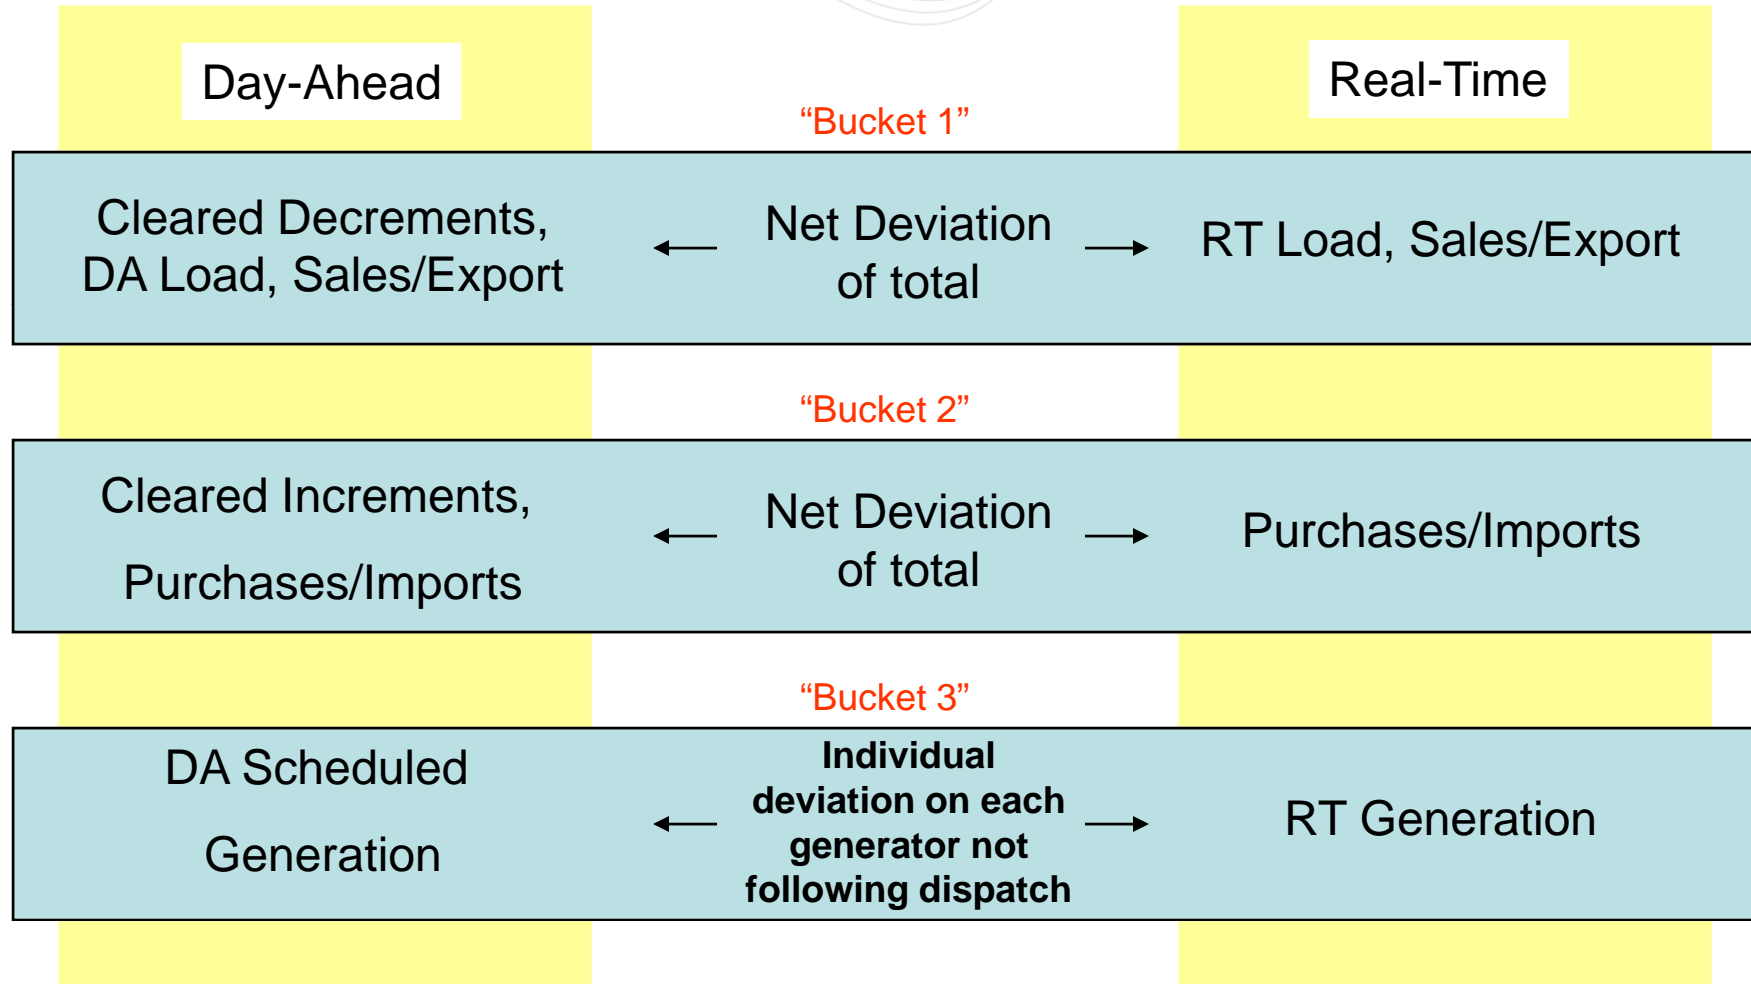 Day-Ahead
Real-Time
“Bucket 1”
Cleared Decrements,
DA Load, Sales/Export
Net Deviation
of total
RT Load, Sales/Export
“Bucket 2”
Cleared Increments,
Purchases/Imports
Net Deviation
of total
Purchases/Imports
“Bucket 3”
DA Scheduled
Generation
Individual
deviation on each
generator not
following dispatch
RT Generation